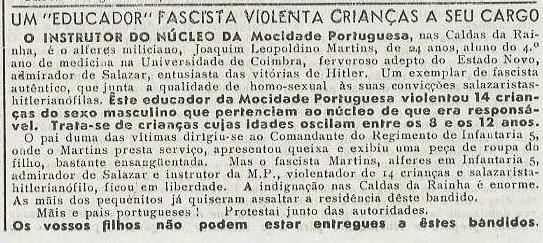 UM "EDUCADOR" FASCISTA VIOLENTA CRIANÇAS A SEU CARGO
O INSTRUTOR DO NÚCLEO DA Mocidade Portuguesa, nas Caldas da Rai-
nha, é o alferes miliciano, Joaquim Leopoldino Martins, de 24 anos, aluno do 4.º
ano de medicina na Universidade de Coimbra, fervoroso adepto do Estado Novo,
admirador de Salazar, entusiasta das vitórias de Hitler. Um exemplar de fascista
autêntico, que junta a qualidade de homo-sexual às suas convicções salazaristas-
hitlerianófilas. Êste educador da Mocidade Portuguesa violentou 14 crian-
ças do sexo masculino que pertenciam ao núcleo de que era responsá-
vel. Trata-se de crianças cujas idades oscilam entre os 8 e os 12 anos.
O pai duma das vítimas dirigiu-se ao Comandante do Regimento de Infantaria 5,
onde o Martins presta serviço, apresentou queixa e exibiu uma peça de roupa do
filho, bastante ensangüentada. Mas o fascista Martins, alferes em Infantaria 5,
admirador de Salazar e instrutor da M.P., violentador de 14 crianças e salazarista-
hitlerianófilo, ficou em liberdade. A indignação nas Caldas da Rainha é enorme.
As mãis dos pequenitos já quiseram assaltar a residência dêste bandido.
Mãis e pais portugueses! Protestai junto das autoridades.
Os vossos filhos não podem estar entregues a êstes bandidos.